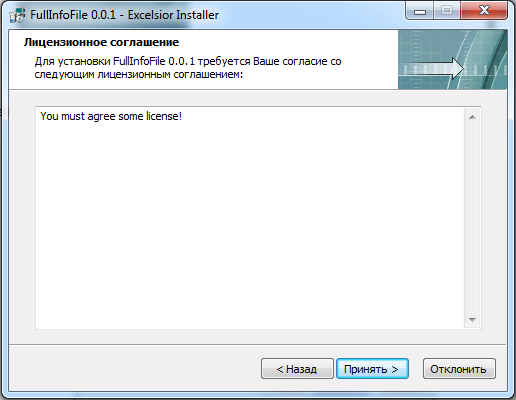 FullInfoFile 0.0.1 - Excelsior Installer
Лицензионное соглашение
Для установки FullInfoFile 0.0.1 требуется Ваше согласие со
следующим лицензионным соглашением:
You must agree some license!
< Назад Принять > Отклонить